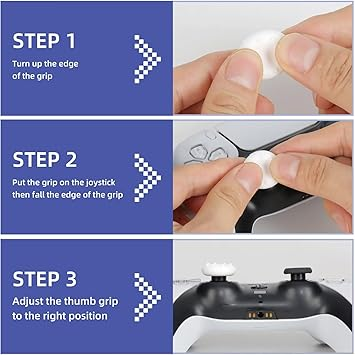 STEP 1
Turn up the edge
of the grip
STEP 2
Put the grip on the joystick
then fall the edge of the grip
STEP 3
Adjust the thumb grip
to the right position